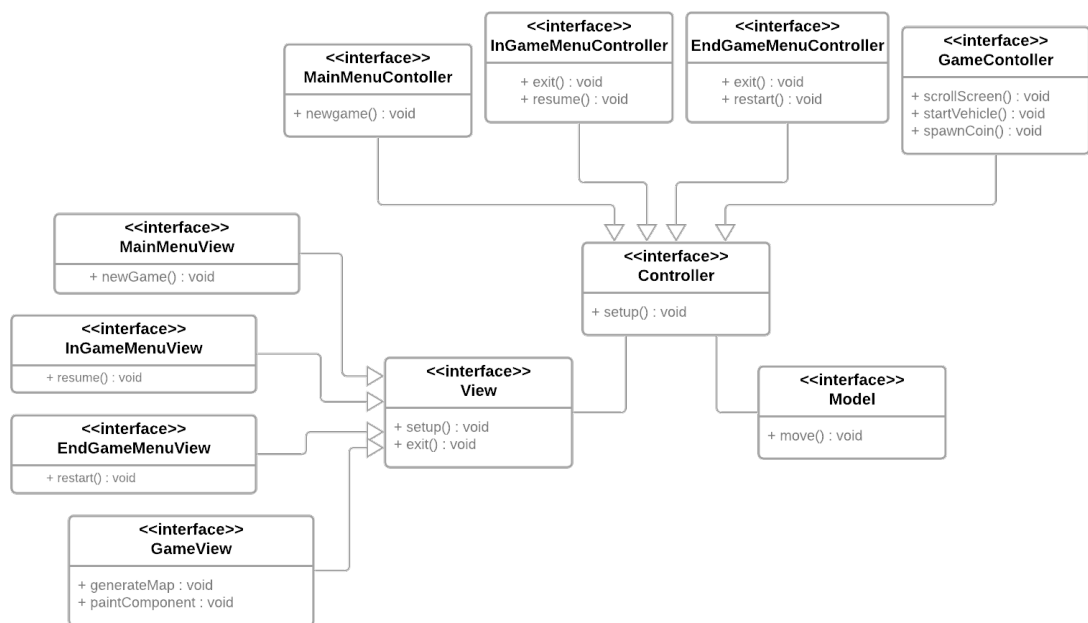 <<interface>>
MainMenuContoller
+ newgame() : void
<<interface>>
InGameMenuController
+ exit() : void
+ resume() : void
<<interface>>
EndGameMenuController
+ exit() : void
+ restart() : void
<<interface>>
GameContoller
+ scrollScreen() : void
+ startVehicle() : void
+ spawnCoin() : void
<<interface>>
MainMenuView
+ newGame() : void
<<interface>>
Controller
+ setup() : void
<<interface>>
InGameMenuView
+ resume() : void
<<interface>>
View
+ setup() : void
+ exit() : void
<<interface>>
Model
+ move() : void
<<interface>>
EndGameMenuView
+ restart() : void
<<interface>>
GameView
+ generateMap : void
+ paintComponent : void